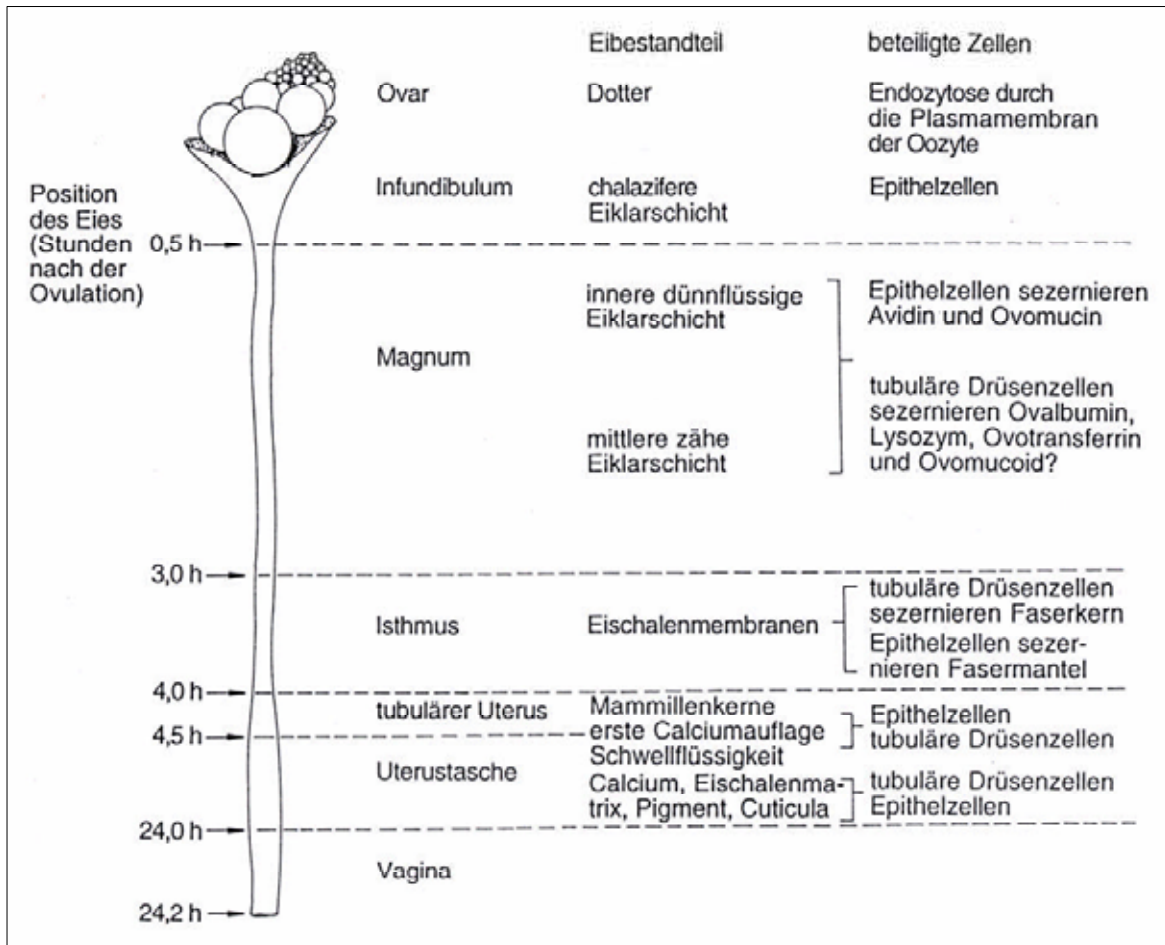 Eibestandteil
beteiligte Zellen
Ovar
Dotter
Endozytose durch
die Plasmamembran
der Oozyte
Infundibulum
chalazifere
Eiklarschicht
Epithelzellen
Position
des Eies
(Stunden
nach der
Ovulation)
0,5 h
innere dünnflüssige
Eiklarschicht
Epithelzellen sezernieren
Avidin und Ovomucin
Magnum
mittlere zähe
Eiklarschicht
tubuläre Drüsenzellen
sezernieren Ovalbumin,
Lysozym, Ovotransferrin
und Ovomucoid?
3,0 h
Isthmus
Eischalenmembranen
tubuläre Drüsenzellen
sezernieren Faserkern
Epithelzellen sezer-
nieren Fasermantel
4,0 h
tubulärer Uterus
Mammillenkerne
erste Calciumauflage
Schwellflüssigkeit
Epithelzellen
tubuläre Drüsenzellen
4,5 h
Uterustasche
Calcium, Eischalenma-
trix, Pigment, Cuticula
tubuläre Drüsenzellen
Epithelzellen
24,0 h
Vagina
24,2 h